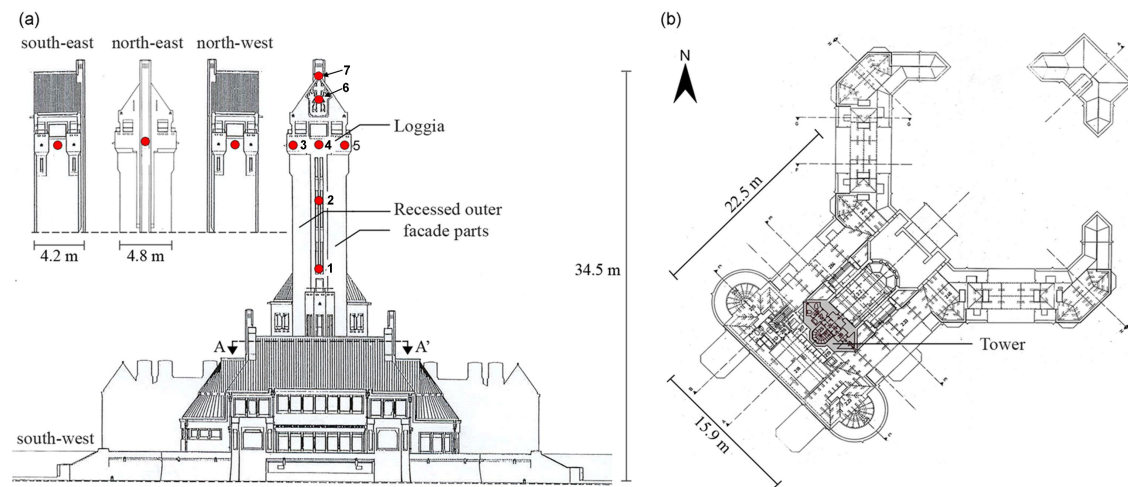 (a)
south-east north-east north-west
7
6
Loggia
3 4 5
2
Recessed outer
facade parts
1
4.2 m 4.8 m
34.5 m
A A'
south-west
(b)
N
22.5 m
Tower
15.9 m